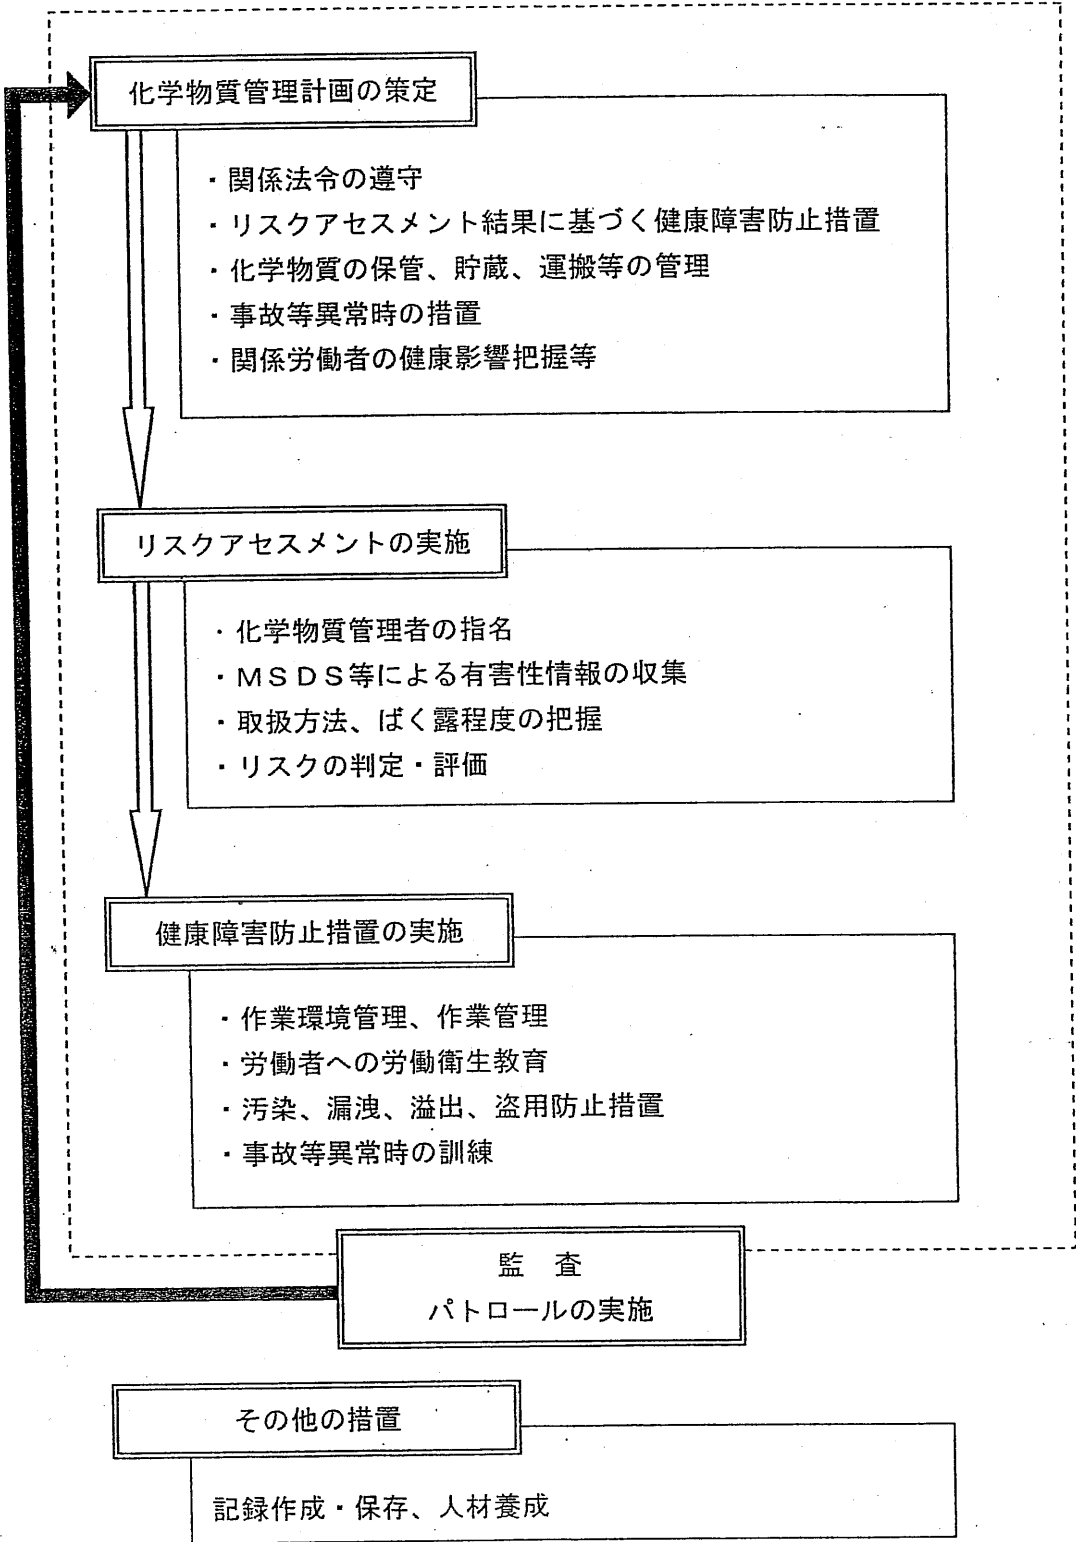 化学物質管理計画の策定
・関係法令の遵守
・リスクアセスメント結果に基づく健康障害防止措置
・化学物質の保管、貯蔵、運搬等の管理
・事故等異常時の措置
・関係労働者の健康影響把握等
リスクアセスメントの実施
・化学物質管理者の指名
・MSDS等による有害性情報の収集
・取扱方法、ばく露程度の把握
・リスクの判定・評価
健康障害防止措置の実施
・作業環境管理、作業管理
・労働者への労働衛生教育
・汚染、漏洩、溢出、盗用防止措置
・事故等異常時の訓練
監　査
パトロールの実施
その他の措置
記録作成・保存、人材養成